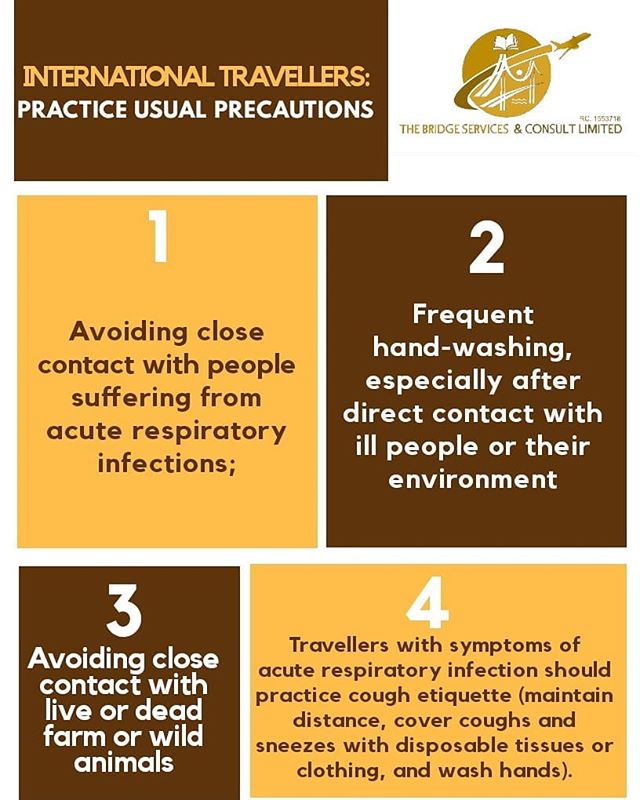 INTERNATIONAL TRAVELLERS:
PRACTICE USUAL PRECAUTIONS
RC. 1553718
THE BRIDGE SERVICES & CONSULT LIMITED
1
Avoiding close
contact with people
suffering from
acute respiratory
infections;
2
Frequent
hand-washing,
especially after
direct contact with
ill people or their
environment
3
Avoiding close
contact with
live or dead
farm or wild
animals
4
Travellers with symptoms of
acute respiratory infection should
practice cough etiquette (maintain
distance, cover coughs and
sneezes with disposable tissues or
clothing, and wash hands).